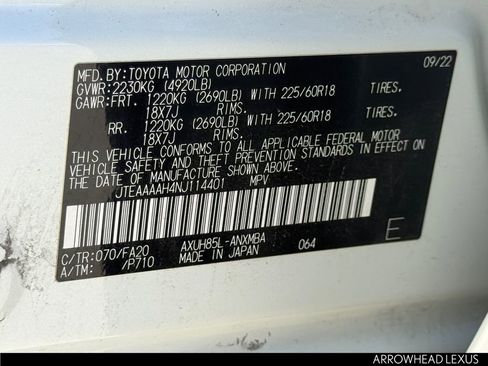 MFD. BY: TOYOTA MOTOR CORPORATION 09/22
GVWR: 2230KG (4920LB)
GAWR: FRT. 1220KG (2690LB) WITH 225/60R18 TIRES.
18X7J RIMS.
RR. 1220KG (2690LB) WITH 225/60R18 TIRES.
18X7J RIMS.
THIS VEHICLE CONFORMS TO ALL APPLICABLE FEDERAL MOTOR
VEHICLE SAFETY AND THEFT PREVENTION STANDARDS IN EFFECT
ON THE DATE OF MANUFACTURE SHOWN ABOVE.
JTEAAAAH4NJ114401 MPV
C/TR: 070/FA20 AXUH85L-ANXMBA 064 E
A/TM: /P710 MADE IN JAPAN
ARROWHEAD LEXUS